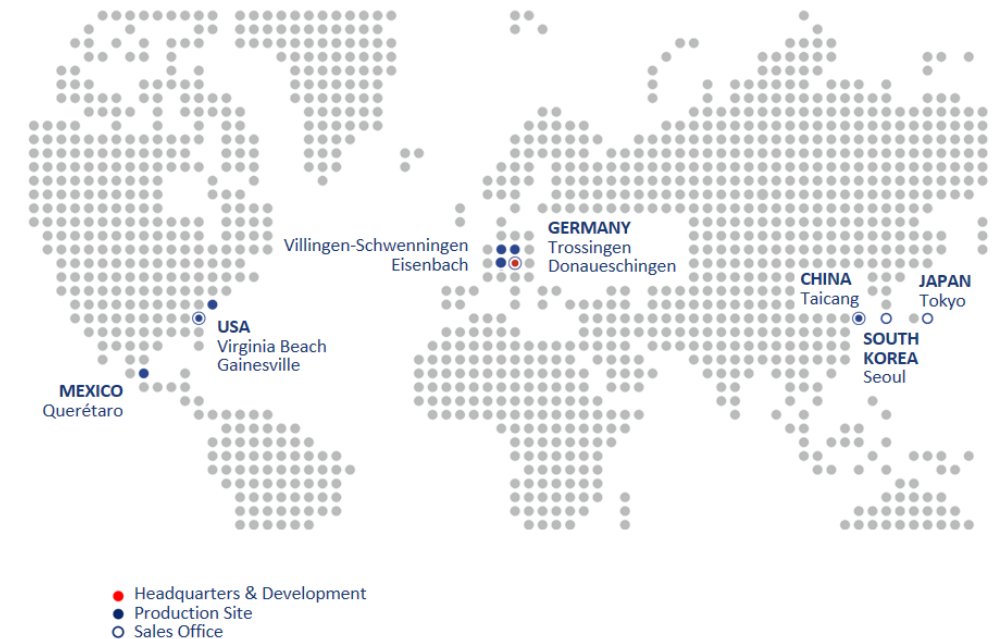 Villingen-Schwenningen
Eisenbach
GERMANY
Trossingen
Donaueschingen
CHINA
Taicang
JAPAN
Tokyo
USA
Virginia Beach
Gainesville
SOUTH
KOREA
Seoul
MEXICO
Querétaro
Headquarters & Development
Production Site
Sales Office